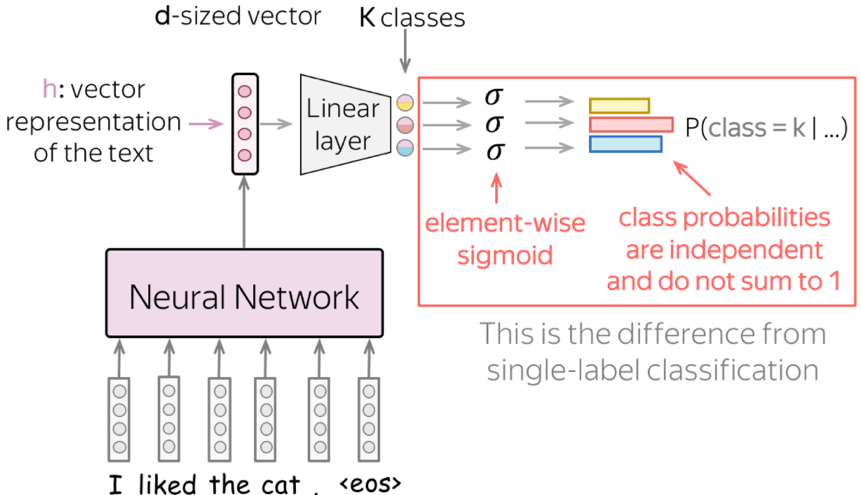 d-sized vector
K classes
h: vector
representation
of the text
Linear
layer
σ
σ
σ
P(class = k | ...)
element-wise
sigmoid
class probabilities
are independent
and do not sum to 1
Neural Network
This is the difference from
single-label classification
I liked the cat . <eos>